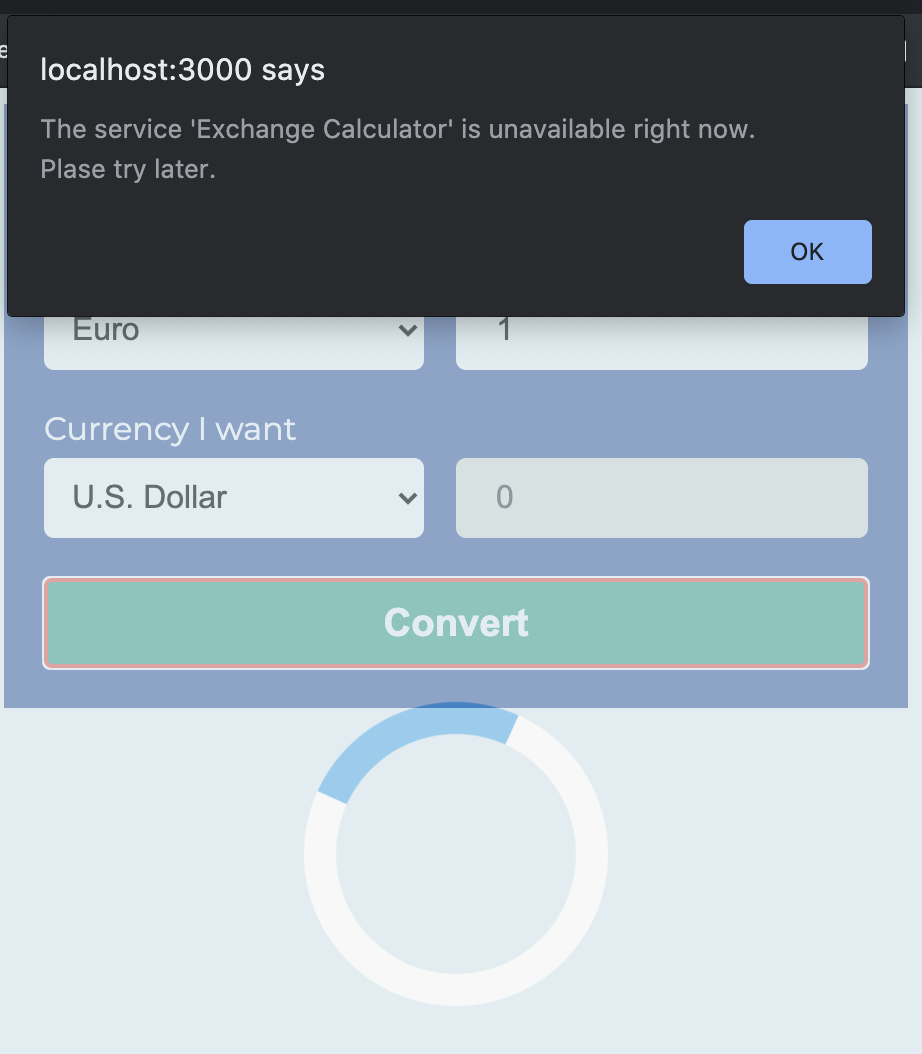 localhost:3000 says
The service 'Exchange Calculator' is unavailable right now.
Plase try later.
OK
Euro
1
Currency I want
U.S. Dollar
0
Convert